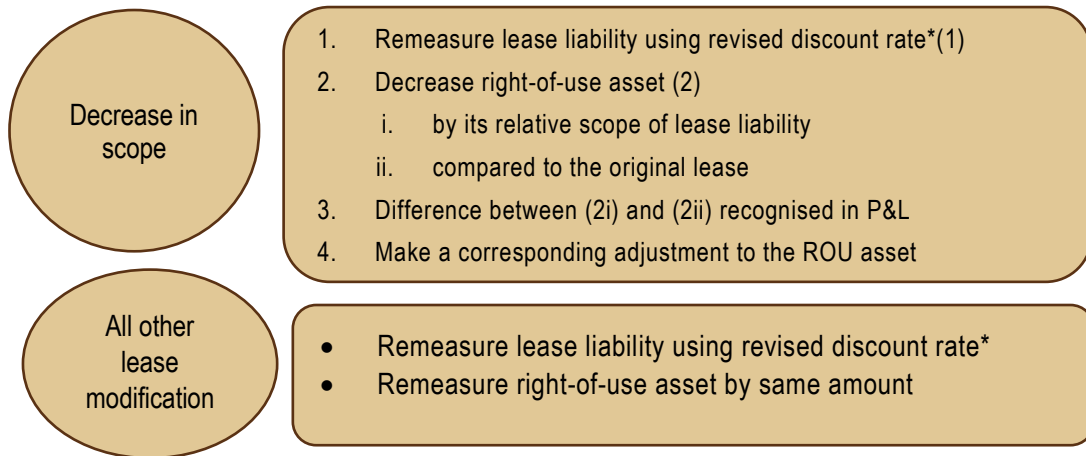 Decrease in
scope
1. Remeasure lease liability using revised discount rate*(1)
2. Decrease right-of-use asset (2)
i. by its relative scope of lease liability
ii. compared to the original lease
3. Difference between (2i) and (2ii) recognised in P&L
4. Make a corresponding adjustment to the ROU asset
All other
lease
modification
• Remeasure lease liability using revised discount rate*
• Remeasure right-of-use asset by same amount